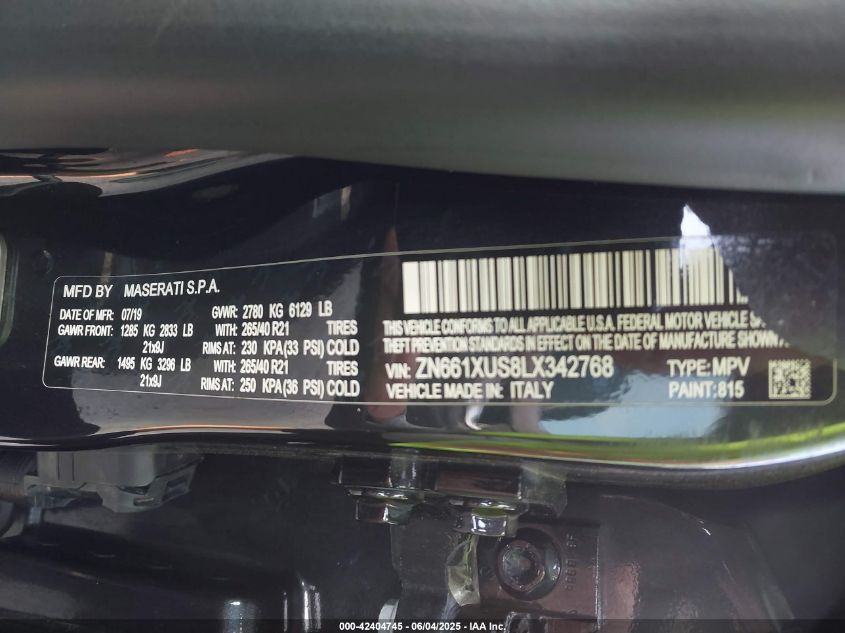 MFD BY MASERATI S.P.A.
DATE OF MFR: 07/19 GVWR: 2780 KG 6129 LB
GAWR FRONT: 1285 KG 2833 LB WITH: 265/40 R21 TIRES
21x9J RIMS AT: 230 KPA(33 PSI) COLD
GAWR REAR: 1495 KG 3296 LB WITH: 265/40 R21 TIRES
21x9J RIMS AT: 250 KPA(36 PSI) COLD
THIS VEHICLE CONFORMS TO ALL APPLICABLE U.S.A. FEDERAL MOTOR VEHICLE
THEFT PREVENTION STANDARDS IN EFFECT ON THE DATE OF MANUFACTURE SHOWN
VIN: ZN661XUS8LX342768 TYPE: MPV
VEHICLE MADE IN: ITALY PAINT: 815
000-42404745 - 06/04/2025 - IAA Inc.